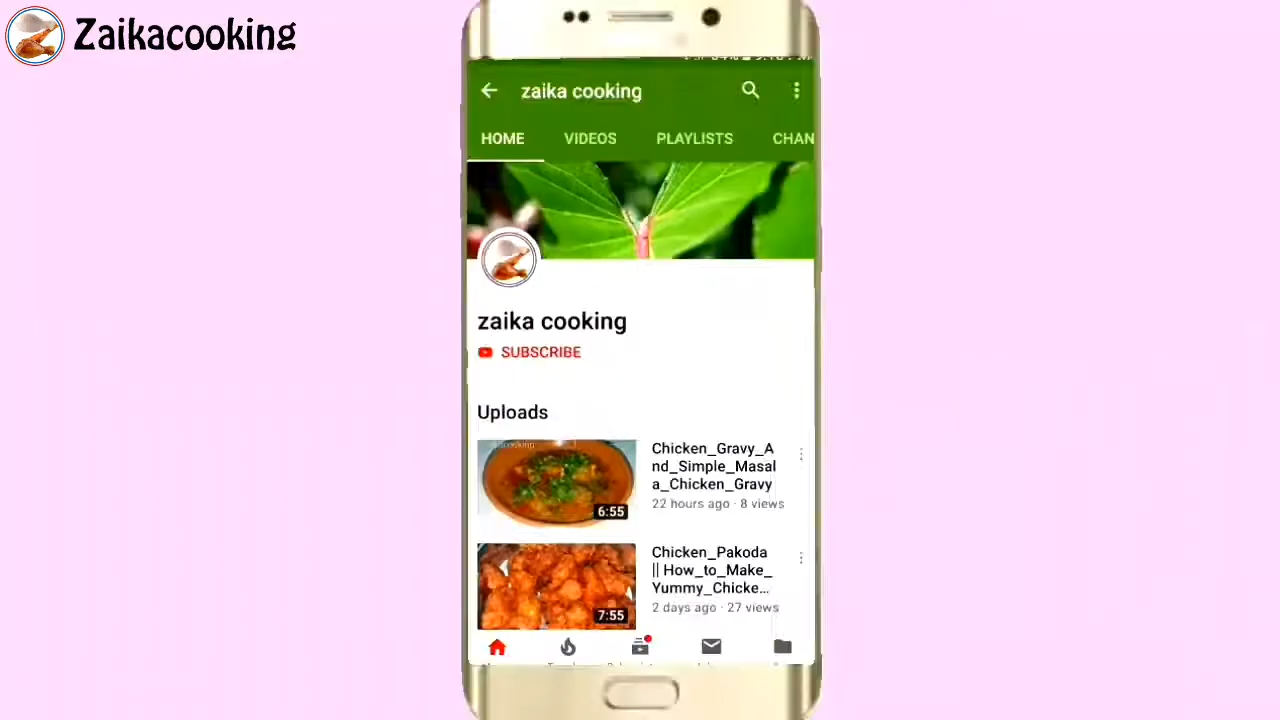 Zaikacooking
zaika cooking
HOME VIDEOS PLAYLISTS CHAN
zaika cooking
SUBSCRIBE
Uploads
Chicken_Gravy_A
nd_Simple_Masal
a_Chicken_Gravy
22 hours ago · 8 views
6:55
Chicken_Pakoda
|| How_to_Make_
Yummy_Chicke...
2 days ago · 27 views
7:55